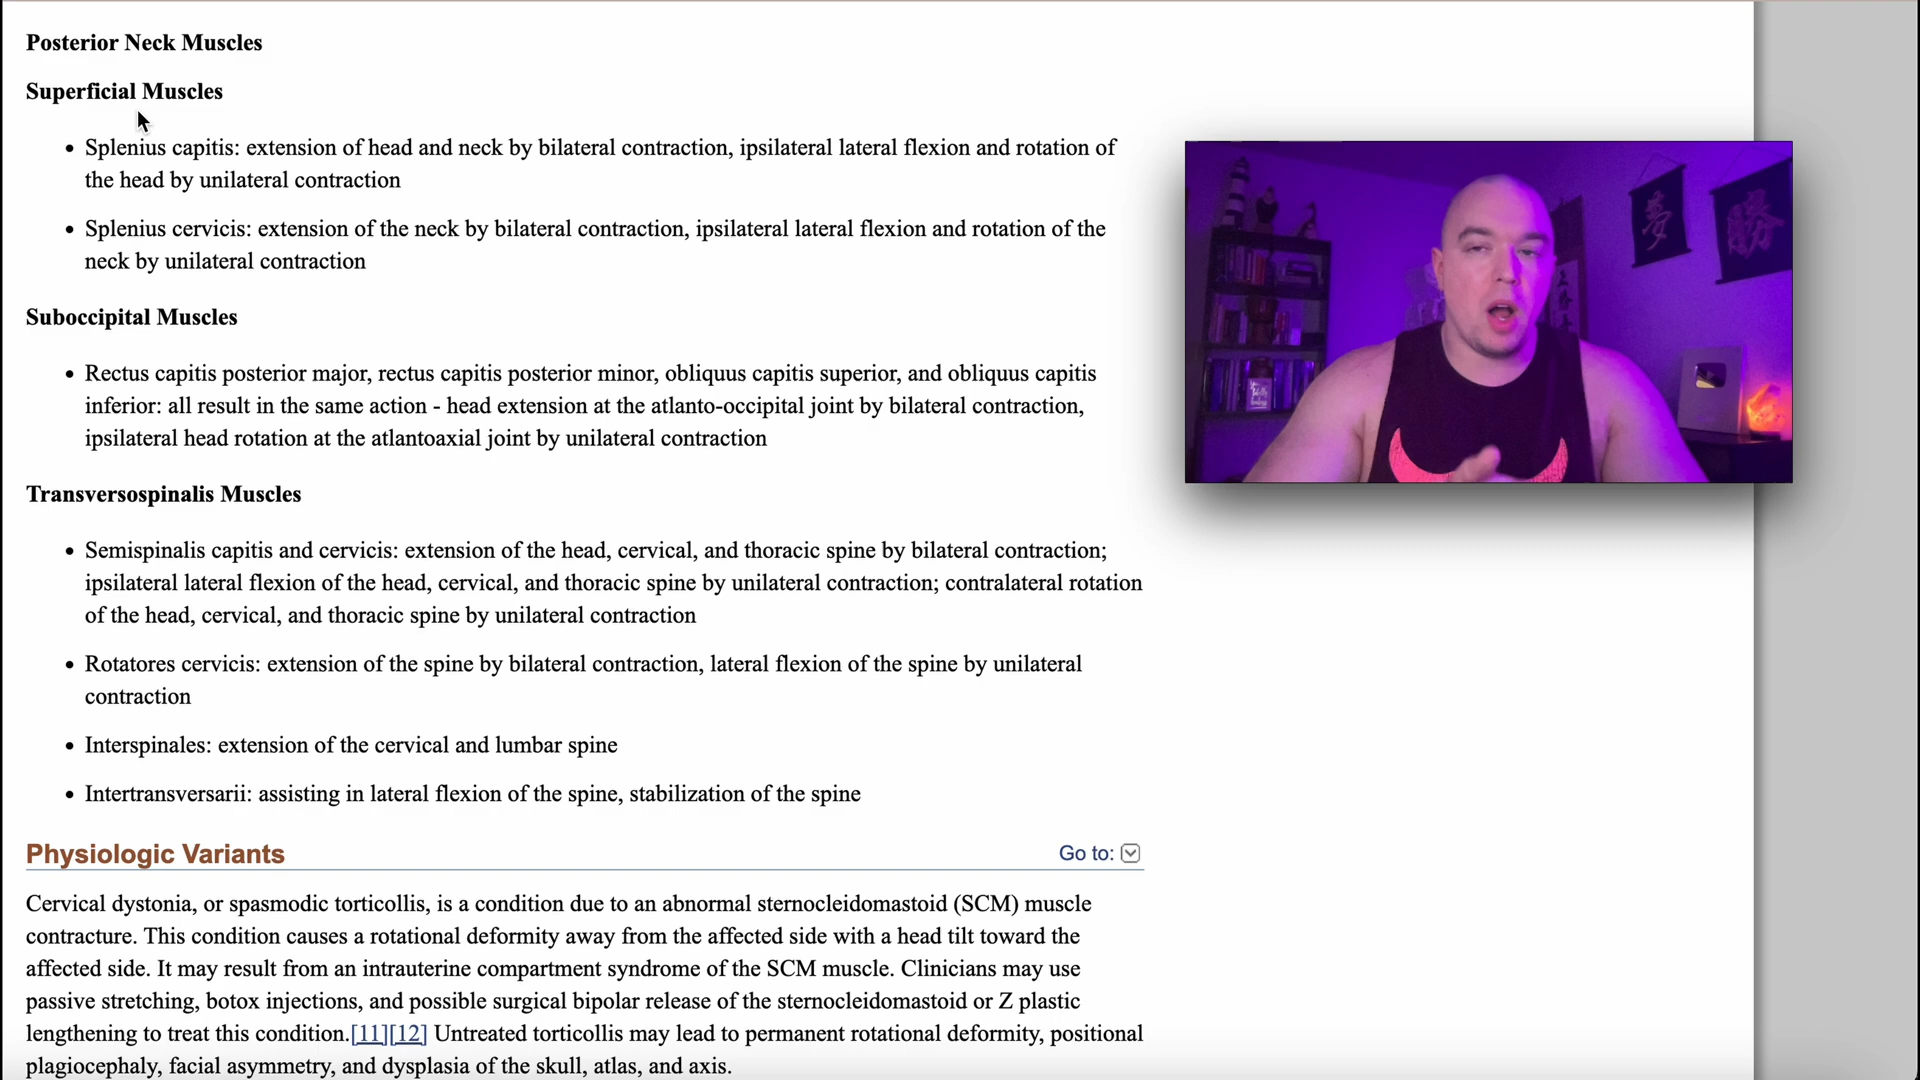 Posterior Neck Muscles
Superficial Muscles
• Splenius capitis: extension of head and neck by bilateral contraction, ipsilateral lateral flexion and rotation of
the head by unilateral contraction
• Splenius cervicis: extension of the neck by bilateral contraction, ipsilateral lateral flexion and rotation of the
neck by unilateral contraction
Suboccipital Muscles
• Rectus capitis posterior major, rectus capitis posterior minor, obliquus capitis superior, and obliquus capitis
inferior: all result in the same action - head extension at the atlanto-occipital joint by bilateral contraction,
ipsilateral head rotation at the atlantoaxial joint by unilateral contraction
Transversospinalis Muscles
• Semispinalis capitis and cervicis: extension of the head, cervical, and thoracic spine by bilateral contraction;
ipsilateral lateral flexion of the head, cervical, and thoracic spine by unilateral contraction; contralateral rotation
of the head, cervical, and thoracic spine by unilateral contraction
• Rotatores cervicis: extension of the spine by bilateral contraction, lateral flexion of the spine by unilateral
contraction
• Interspinales: extension of the cervical and lumbar spine
• Intertransversarii: assisting in lateral flexion of the spine, stabilization of the spine
Physiologic Variants Go to:
Cervical dystonia, or spasmodic torticollis, is a condition due to an abnormal sternocleidomastoid (SCM) muscle
contracture. This condition causes a rotational deformity away from the affected side with a head tilt toward the
affected side. It may result from an intrauterine compartment syndrome of the SCM muscle. Clinicians may use
passive stretching, botox injections, and possible surgical bipolar release of the sternocleidomastoid or Z plastic
lengthening to treat this condition.[11][12] Untreated torticollis may lead to permanent rotational deformity, positional
plagiocephaly, facial asymmetry, and dysplasia of the skull, atlas, and axis.
夢
勝